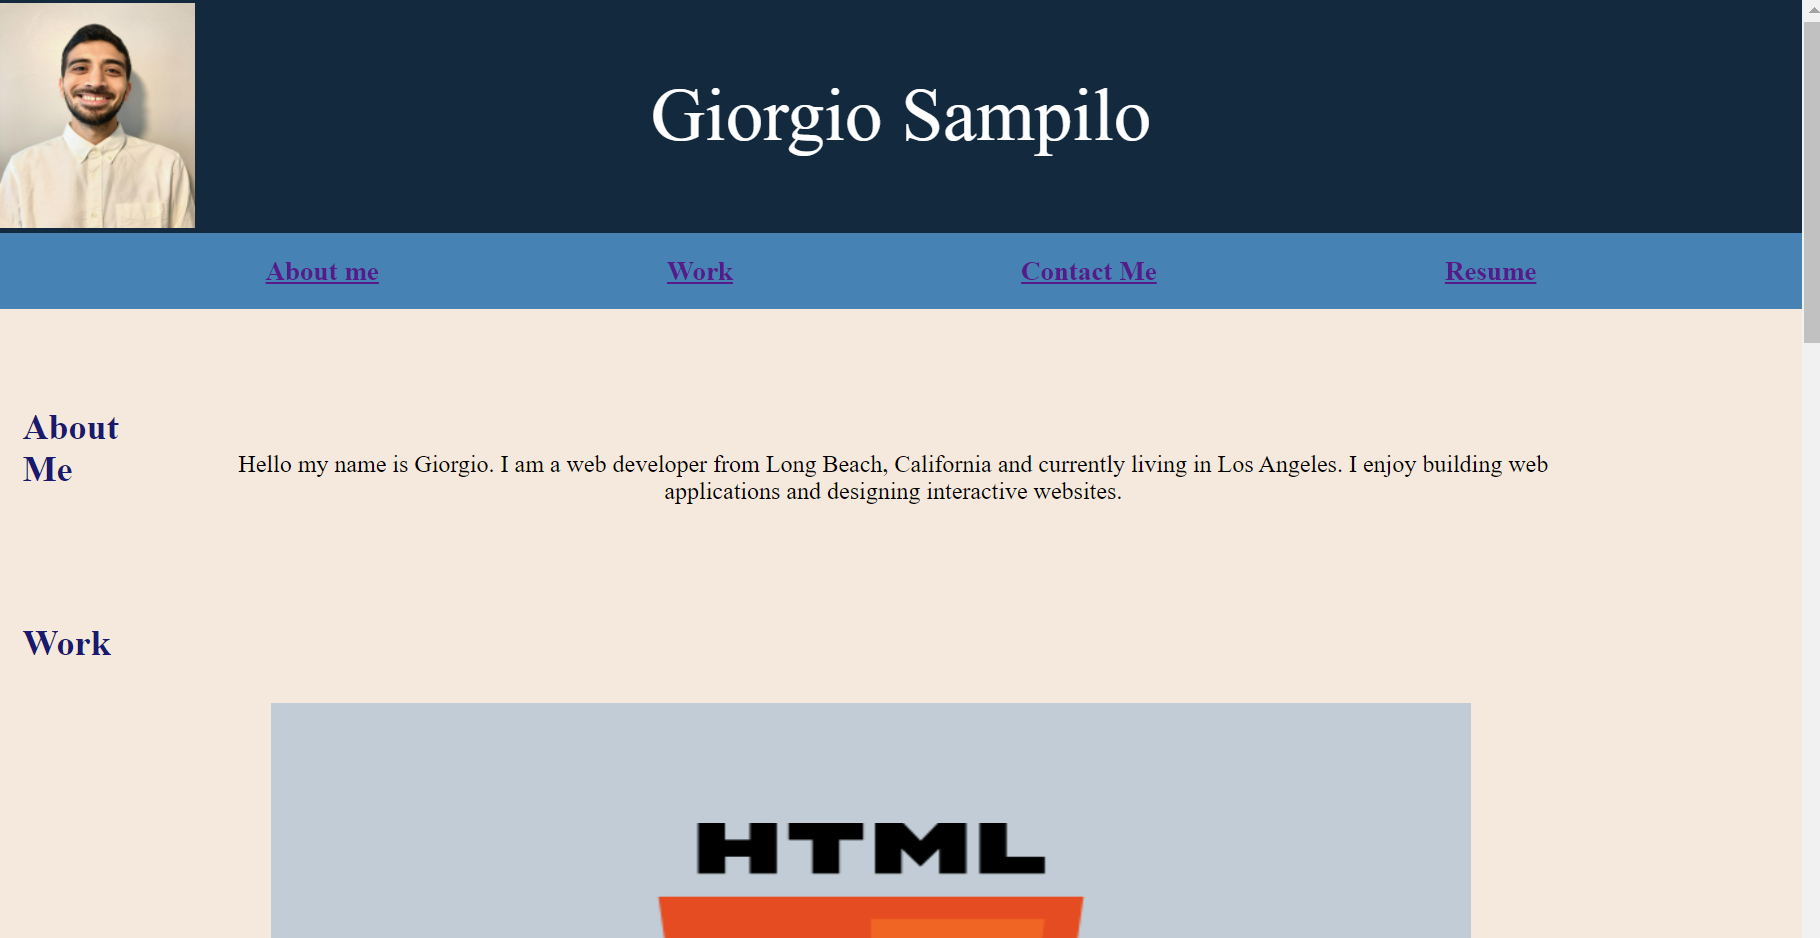 Giorgio Sampilo
About me
Work
Contact Me
Resume
About
Me
Hello my name is Giorgio. I am a web developer from Long Beach, California and currently living in Los Angeles. I enjoy building web
applications and designing interactive websites.
Work
HTML